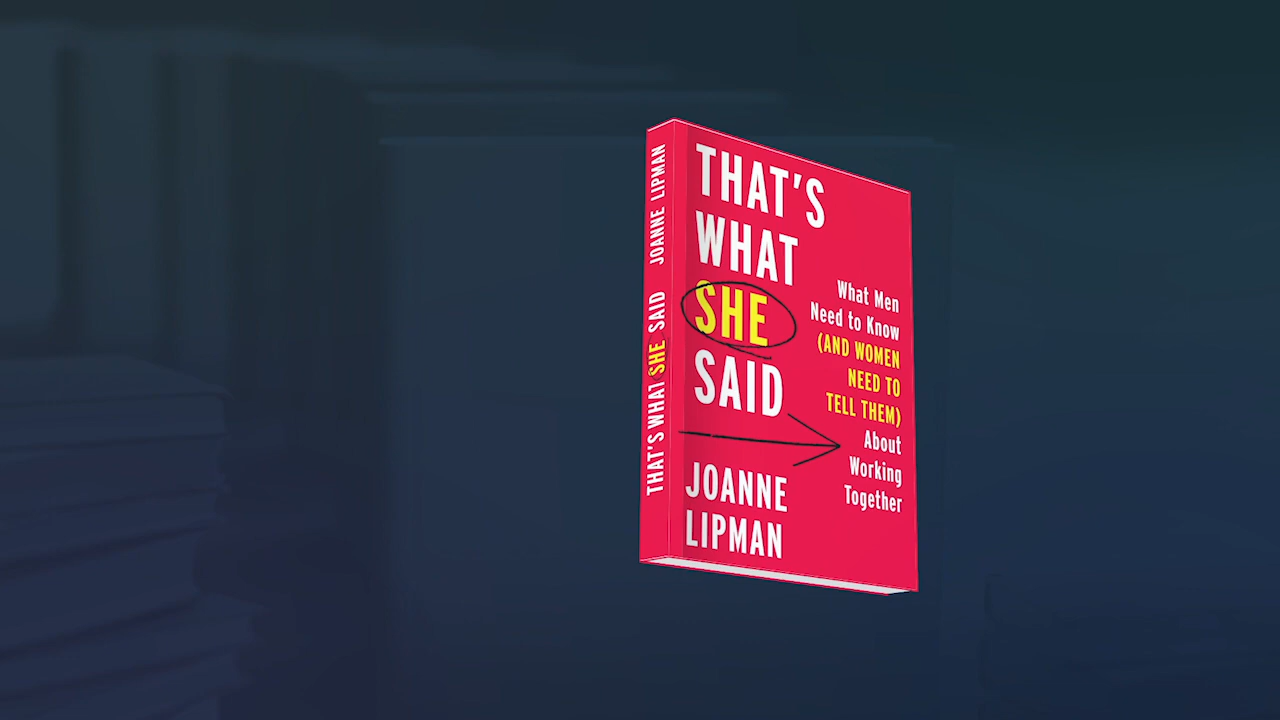 THAT'S WHAT SHE SAID JOANNE LIPMAN
THAT'S
WHAT
SHE
SAID
What Men
Need to Know
(AND WOMEN
NEED TO
TELL THEM)
About
Working
Together
JOANNE
LIPMAN